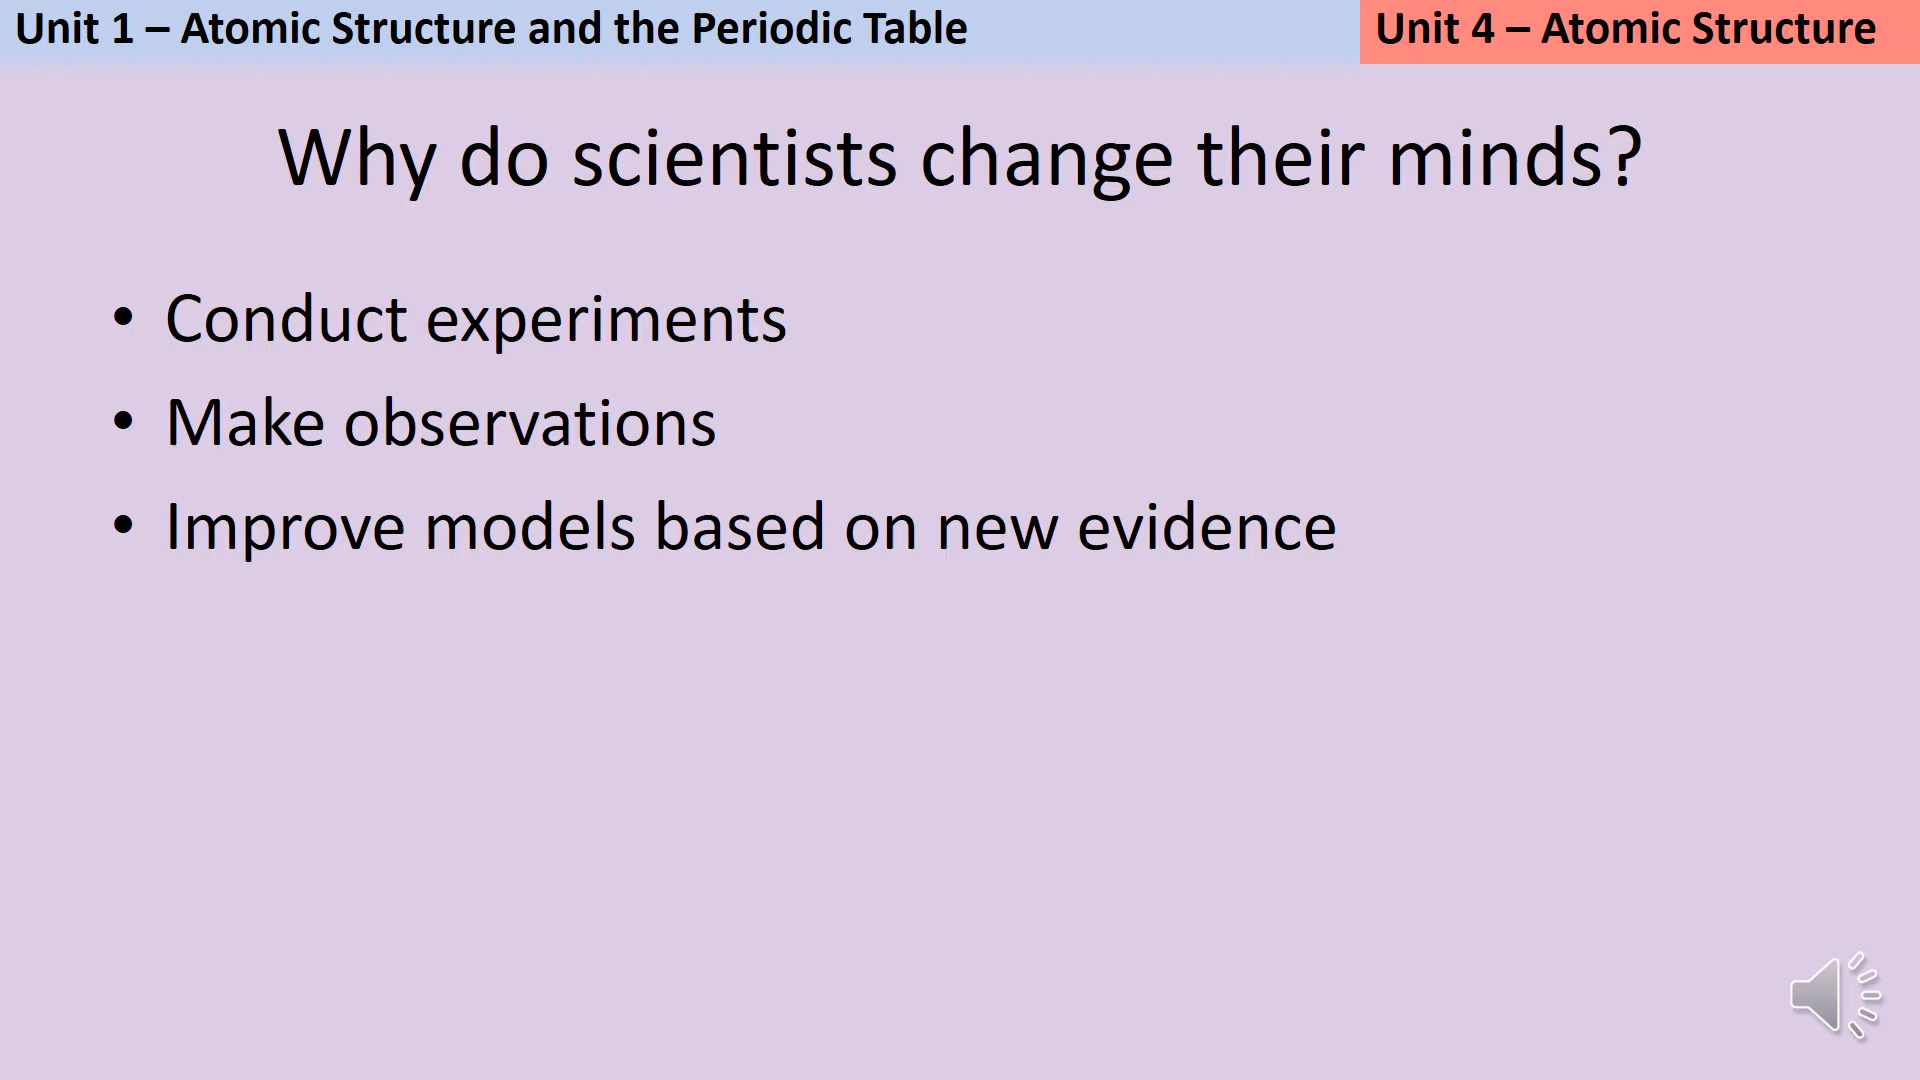 Unit 1 – Atomic Structure and the Periodic Table
Unit 4 – Atomic Structure
Why do scientists change their minds?
• Conduct experiments
• Make observations
• Improve models based on new evidence